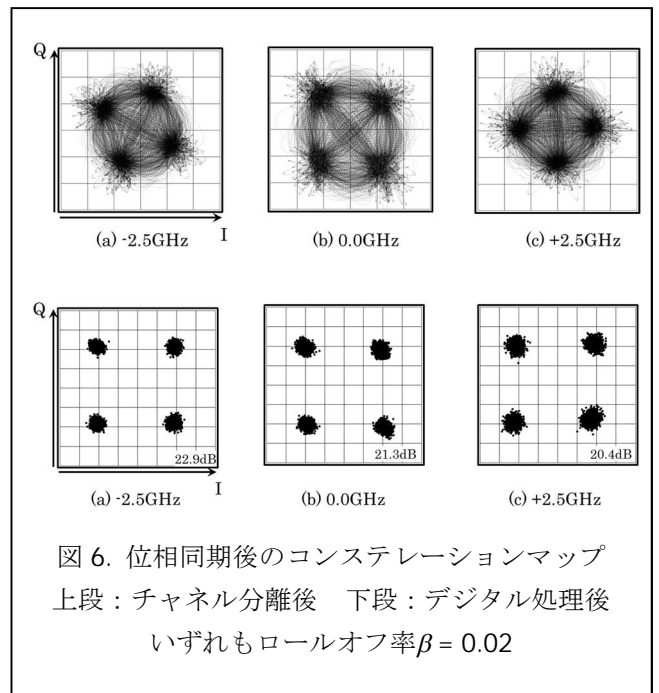 Q
I
(a) -2.5GHz
(b) 0.0GHz
(c) +2.5GHz
Q
22.9dB
21.3dB
20.4dB
I
(a) -2.5GHz
(b) 0.0GHz
(c) +2.5GHz
図 6. 位相同期後のコンステレーションマップ
上段：チャネル分離後　下段：デジタル処理後
いずれもロールオフ率β = 0.02